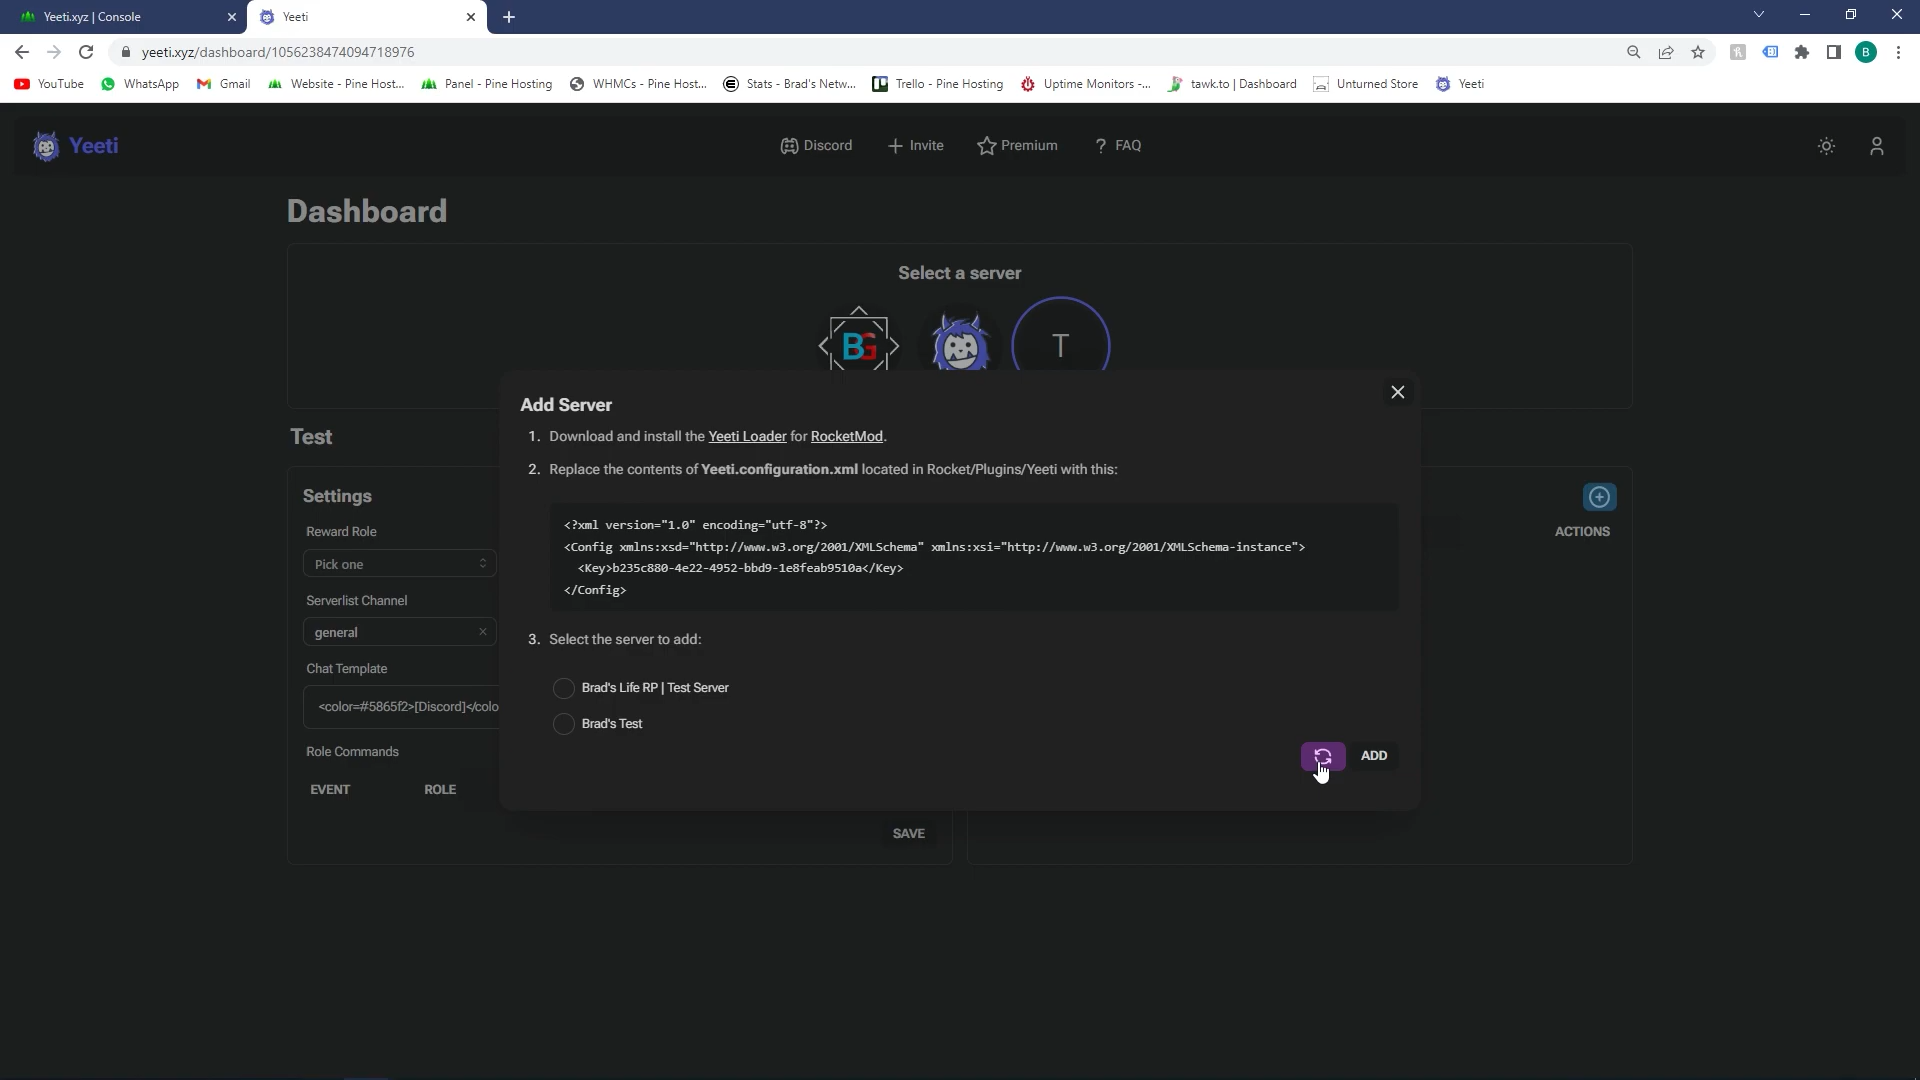 Yeeti.xyz | Console
Yeeti
yeeti.xyz/dashboard/1056238474094718976
B
YouTube
WhatsApp
Gmail
Website - Pine Host...
Panel - Pine Hosting
WHMCs - Pine Host...
Stats - Brad's Netw...
Trello - Pine Hosting
Uptime Monitors -...
tawk.to | Dashboard
Unturned Store
Yeeti
Yeeti
Discord
Invite
Premium
? FAQ
Dashboard
Select a server
BG
T
Test
Settings
Reward Role
Pick one
Serverlist Channel
general
Chat Template
<color=#5865f2>[Discord]</colo
Role Commands
EVENT
ROLE
SAVE
ACTIONS
Add Server
1. Download and install the Yeeti Loader for RocketMod.
2. Replace the contents of Yeeti.configuration.xml located in Rocket/Plugins/Yeeti with this:
<?xml version="1.0" encoding="utf-8"?>
<Config xmlns:xsd="http://www.w3.org/2001/XMLSchema" xmlns:xsi="http://www.w3.org/2001/XMLSchema-instance">
<Key>b235c880-4e22-4952-bbd9-1e8feab9510a</Key>
</Config>
3. Select the server to add:
Brad's Life RP | Test Server
Brad's Test
ADD